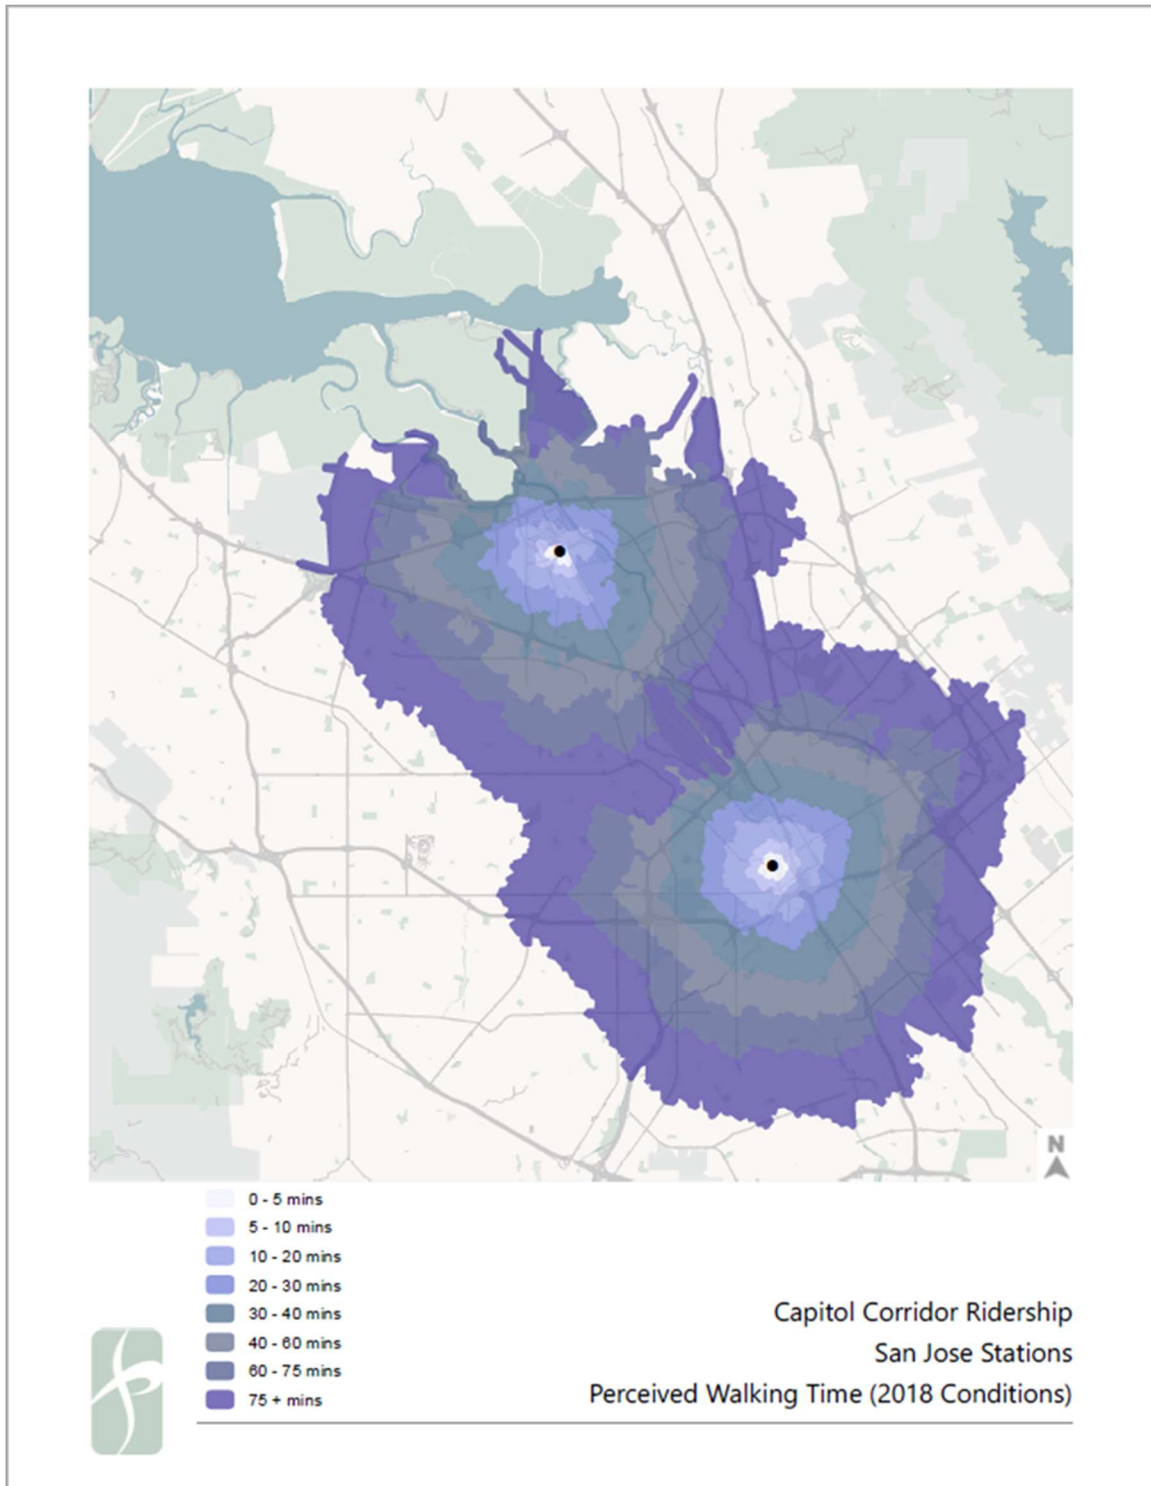 N
0 - 5 mins
5 - 10 mins
10 - 20 mins
20 - 30 mins
30 - 40 mins
40 - 60 mins
60 - 75 mins
75 + mins
Capitol Corridor Ridership
San Jose Stations
Perceived Walking Time (2018 Conditions)